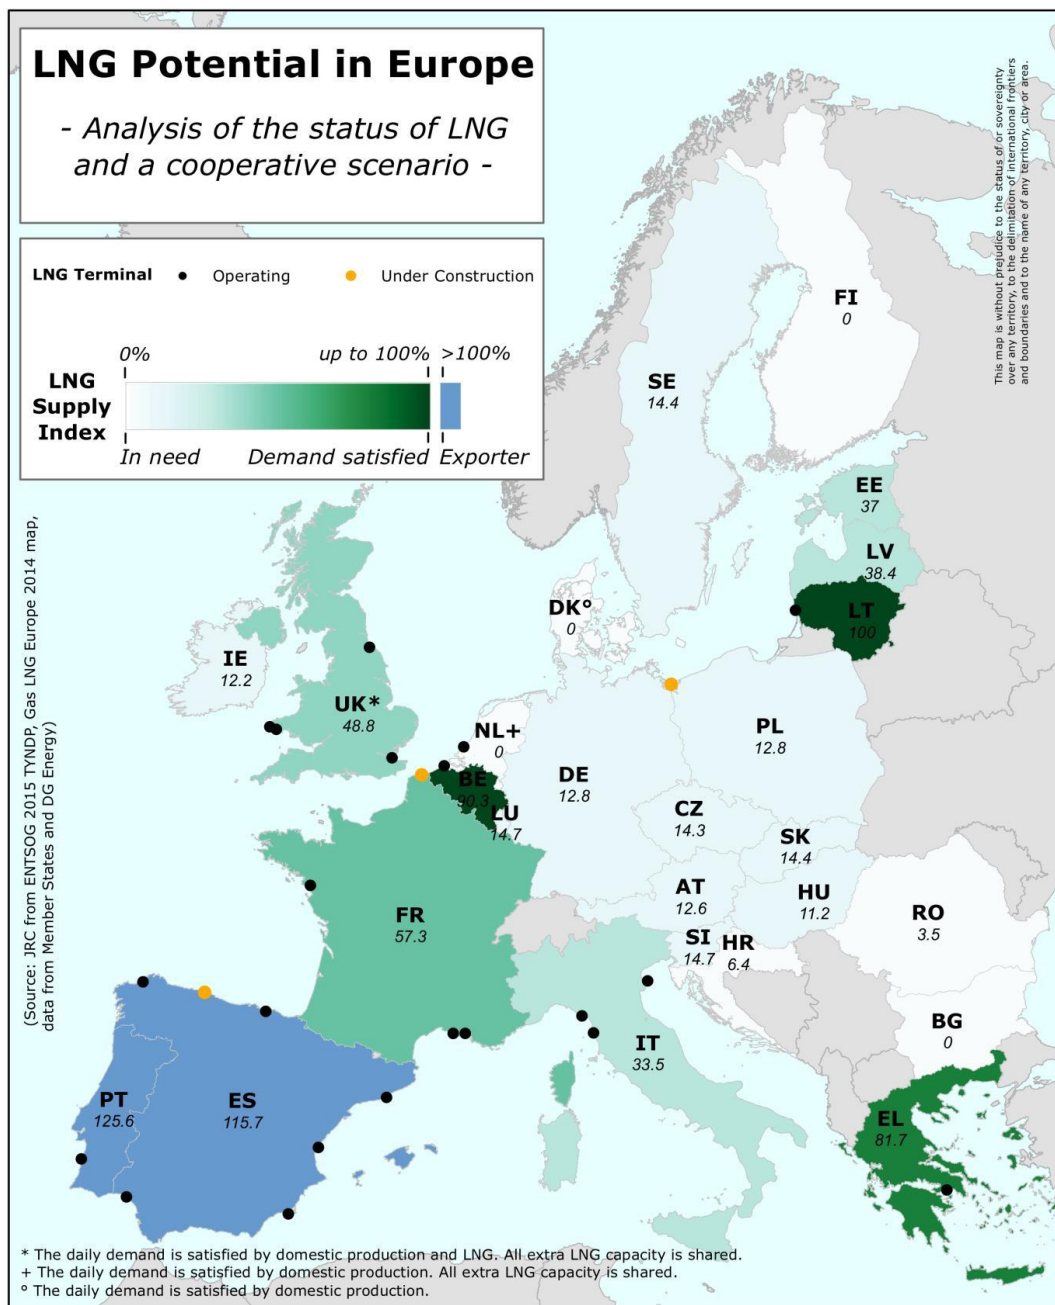 LNG Potential in Europe
- Analysis of the status of LNG
and a cooperative scenario -
LNG Terminal
Operating
Under Construction
0%
up to 100%
>100%
LNG
Supply
Index
In need
Demand satisfied
Exporter
This map is without prejudice to the status of or sovereignty
over any territory, to the delimitation of international frontiers
and boundaries and to the name of any territory, city or area.
FI
0
SE
14.4
EE
37
LV
38.4
LT
100
DK°
0
IE
12.2
UK*
48.8
NL+
0
PL
12.8
BE
90.3
DE
12.8
LU
14.7
CZ
14.3
SK
14.4
AT
12.6
HU
11.2
FR
57.3
RO
3.5
SI
14.7
HR
6.4
BG
0
IT
33.5
PT
125.6
ES
115.7
EL
81.7
(Source: JRC from ENTSOG 2015 TYNDP, Gas LNG Europe 2014 map,
data from Member States and DG Energy)
* The daily demand is satisfied by domestic production and LNG. All extra LNG capacity is shared.
+ The daily demand is satisfied by domestic production. All extra LNG capacity is shared.
° The daily demand is satisfied by domestic production.